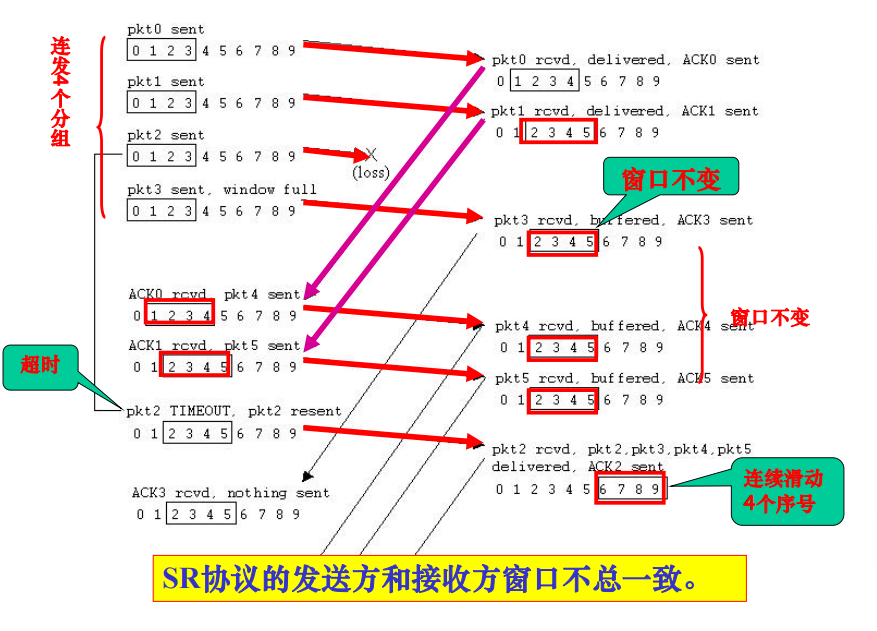 连发4个分组
pkt0 sent
0 1 2 3 4 5 6 7 8 9
pkt1 sent
0 1 2 3 4 5 6 7 8 9
pkt2 sent
0 1 2 3 4 5 6 7 8 9
pkt3 sent, window full
0 1 2 3 4 5 6 7 8 9
X
(loss)
ACK0 rcvd, pkt4 sent
0 1 2 3 4 5 6 7 8 9
ACK1 rcvd, pkt5 sent
0 1 2 3 4 5 6 7 8 9
超时
pkt2 TIMEOUT, pkt2 resent
0 1 2 3 4 5 6 7 8 9
ACK3 rcvd, nothing sent
0 1 2 3 4 5 6 7 8 9
pkt0 rcvd, delivered, ACK0 sent
0 1 2 3 4 5 6 7 8 9
pkt1 rcvd, delivered, ACK1 sent
0 1 2 3 4 5 6 7 8 9
窗口不变
pkt3 rcvd, buffered, ACK3 sent
0 1 2 3 4 5 6 7 8 9
窗口不变
pkt4 rcvd, buffered, ACK4 sent
0 1 2 3 4 5 6 7 8 9
pkt5 rcvd, buffered, ACK5 sent
0 1 2 3 4 5 6 7 8 9
pkt2 rcvd, pkt2,pkt3,pkt4,pkt5
delivered, ACK2 sent
0 1 2 3 4 5 6 7 8 9
连续滑动
4个序号
SR协议的发送方和接收方窗口不总一致。